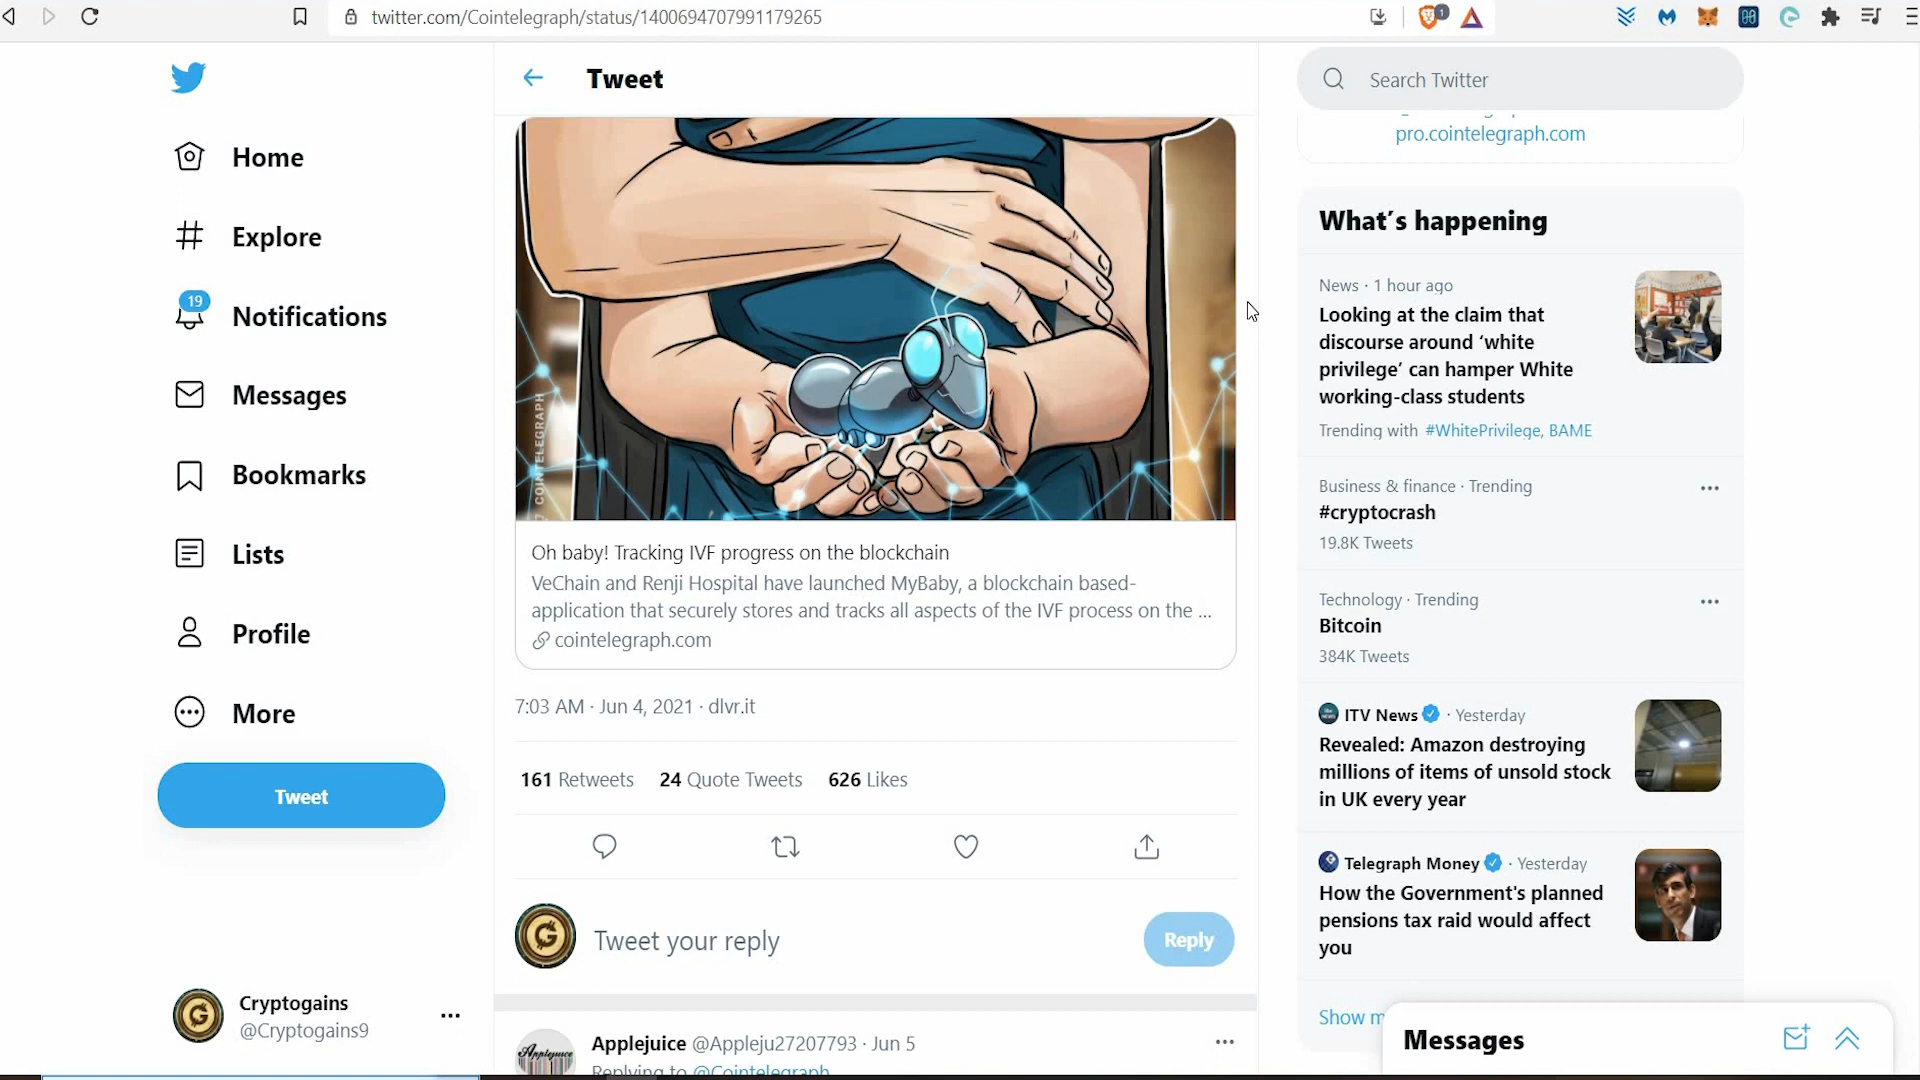 twitter.com/Cointelegraph/status/1400694707991179265
1
Tweet
Search Twitter
pro.cointelegraph.com
Home
Explore
19
Notifications
Messages
Bookmarks
Lists
Profile
More
Tweet
Cryptogains
@Cryptogains9
COINTELEGRAPH
Oh baby! Tracking IVF progress on the blockchain
VeChain and Renji Hospital have launched MyBaby, a blockchain based-
application that securely stores and tracks all aspects of the IVF process on the ...
cointelegraph.com
7:03 AM · Jun 4, 2021 · dlvr.it
161 Retweets 24 Quote Tweets 626 Likes
Tweet your reply
Reply
Applejuice
Applejuice @Appleju27207793 · Jun 5
Replying to @Cointelegraph
What's happening
News · 1 hour ago
Looking at the claim that
discourse around ‘white
privilege’ can hamper White
working-class students
Trending with #WhitePrivilege, BAME
Business & finance · Trending
#cryptocrash
19.8K Tweets
Technology · Trending
Bitcoin
384K Tweets
ITV News · Yesterday
Revealed: Amazon destroying
millions of items of unsold stock
in UK every year
Telegraph Money · Yesterday
How the Government's planned
pensions tax raid would affect
you
Show
Messages